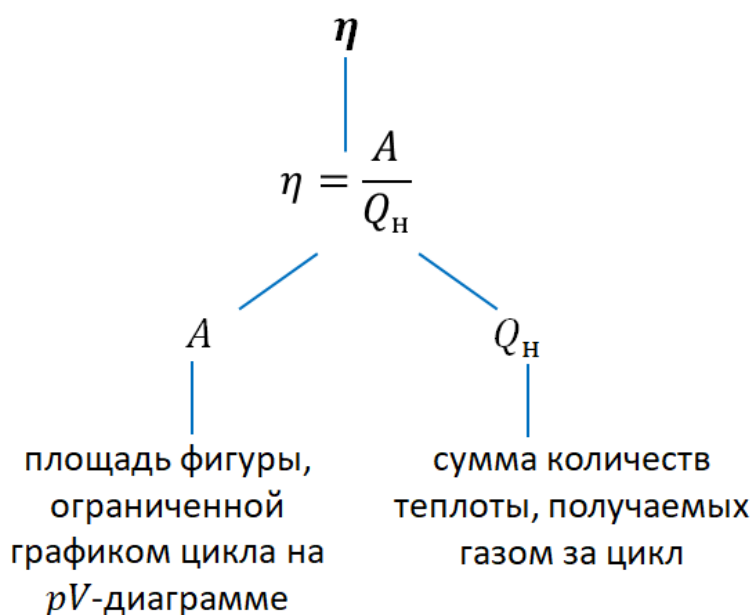 η
η = A / Qн
A
Qн
площадь фигуры,
ограниченной
графиком цикла на
pV-диаграмме
сумма количеств
теплоты, получаемых
газом за цикл